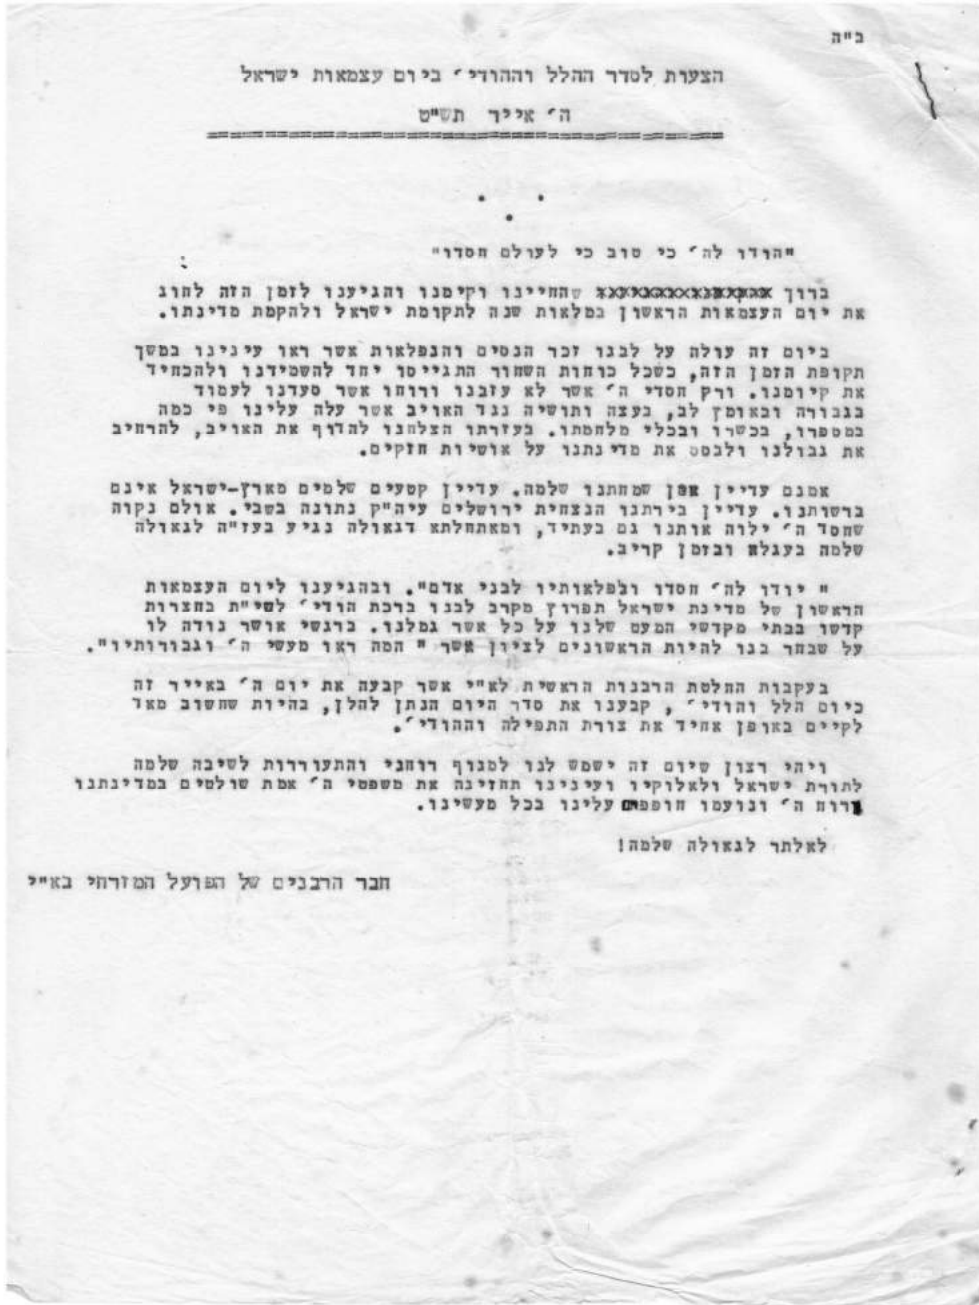 ב"ה
הצעות לסדר ההלל וההודי׳ ביום עצמאות ישראל
ה׳ אייר תש"ט
"הודו לה׳ כי טוב כי לעולם חסדו"
ברוך שהחיינו וקימנו והגיענו לזמן הזה לחוג
את יום העצמאות הראשון במלאות שנה לתקומת ישראל ולהקמת מדינתו.
ביום זה עולה על לבנו זכר הנסים והנפלאות אשר ראו עינינו במשך
תקופת הזמן הזה, כשכל כוחות השחור התגייסו יחד להשמידנו ולהכחיד
את קיומנו. ורק חסדי ה׳ אשר לא עזבנו ורוחו אשר סעדנו לעמוד
בגבורה ובאומץ לב, בעצה ותושיה נגד האויב אשר עלה עלינו פי כמה
במספרו, בכשרו ובכלי מלחמתו. בעזרתו הצלחנו להדוף את האויב, להרחיב
את גבולנו ולבסס את מדינתנו על אושיות חזקים.
אמנם עדיין אין שמחתנו שלמה. עדיין קטעים שלמים מארץ-ישראל אינם
ברשותנו. עדיין בירתנו הנצחית ירושלים עיה"ק נתונה בשבי. אולם נקוה
שחסד ה׳ ילוה אותנו גם בעתיד, ומאתחלתא דגאולה נגיע בעז"ה לגאולה
שלמה בעגלא ובזמן קריב.
" יודו לה׳ חסדו ונפלאותיו לבני אדם". ובהגיענו ליום העצמאות
הראשון של מדינת ישראל תפרוץ מקרב לבנו ברכת הודי׳ לשי"ת בחצרות
קדשו בבתי מקדשי המעט שלנו על כל אשר גמלנו. ברגשי אושר נודה לו
על שבחר בנו להיות הראשונים לציון אשר " המה ראו מעשי ה׳ וגבורותיו".
בעקבות החלטת הרבנות הראשית לא"י אשר קבעה את יום ה׳ באייר זה
כיום הלל והודי׳, קבענו את סדר היום הנתן להלן, בהיות שחשוב מאד
לקיים באופן אחיד את צורת התפילה וההודי׳.
ויהי רצון שיום זה ישמש לנו למנוף רוחני והתעוררות לשיבה שלמה
לתורת ישראל ולאלוקיו ועינינו תחזינה את משפטי ה׳ אמת שולטים במדינתנו
ורוח ה׳ ונועמו חופפים עלינו בכל מעשינו.
לאלתר לגאולה שלמה!
חבר הרבנים של הפועל המזרחי בא"י